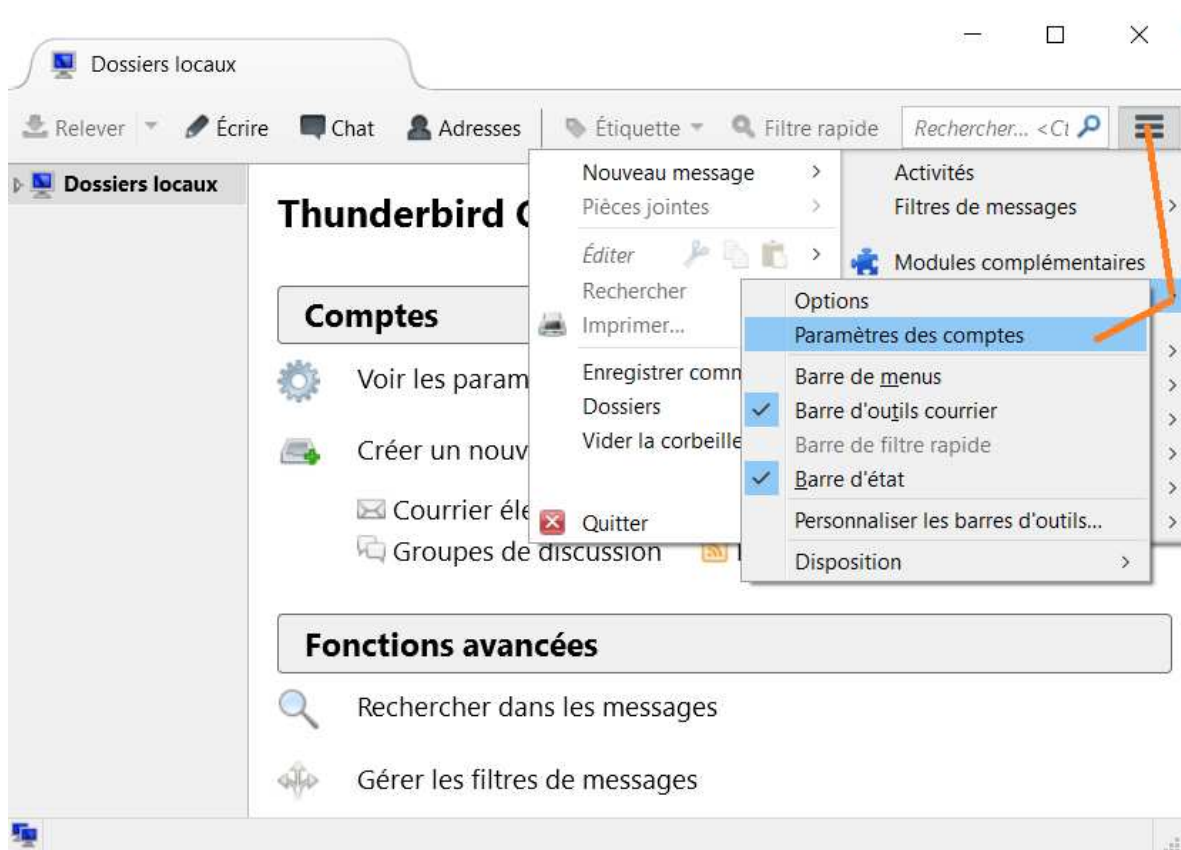 Dossiers locaux
Relever Écrire Chat Adresses Étiquette Filtre rapide Rechercher... <Ct
Dossiers locaux
Thunderbird
Nouveau message
Pièces jointes
Éditer
Rechercher
Imprimer...
Enregistrer comm
Dossiers
Vider la corbeille
Quitter
Activités
Filtres de messages
Modules complémentaires
Options
Paramètres des comptes
Barre de menus
Barre d'outils courrier
Barre de filtre rapide
Barre d'état
Personnaliser les barres d'outils...
Disposition
Comptes
Voir les param
Créer un nouv
Courrier éle
Groupes de discussion
Fonctions avancées
Rechercher dans les messages
Gérer les filtres de messages